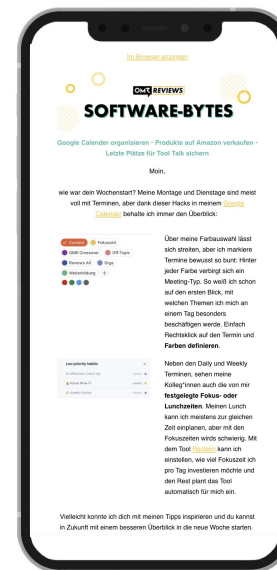 Im Browser anzeigen
OMR REVIEWS
SOFTWARE-BYTES
Google Calender organisieren • Produkte auf Amazon verkaufen •
Letzte Plätze für Tool Talk sichern
Moin,
wie war dein Wochenstart? Meine Montage und Dienstage sind meist
voll mit Terminen, aber dank dieser Hacks in meinem Google
Calender behalte ich immer den Überblick:
Content Fokuszeit
OMR Crossover Off Topic
Reviews All Orga
Weiterbildung +
Low priority habits
weekly
weekly
weekly
Über meine Farbauswahl lässt
sich streiten, aber ich markiere
Termine bewusst so bunt: Hinter
jeder Farbe verbirgt sich ein
Meeting-Typ. So weiß ich schon
auf den ersten Blick, mit
welchen Themen ich mich an
einem Tag besonders
beschäftigen werde. Einfach
Rechtsklick auf den Termin und
Farben definieren.
Neben den Daily und Weekly
Terminen, sehen meine
Kolleg*innen auch die von mir
festgelegte Fokus- oder
Lunchzeiten. Meinen Lunch
kann ich meistens zur gleichen
Zeit einplanen, aber mit den
Fokuszeiten wirds schwierig. Mit
dem Tool Reclaim kann ich
einstellen, wie viel Fokuszeit ich
pro Tag investieren möchte und
den Rest plant das Tool
automatisch für mich ein.
Vielleicht konnte ich dich mit meinen Tipps inspirieren und du kannst
in Zukunft mit einem besseren Überblick in die neue Woche starten.